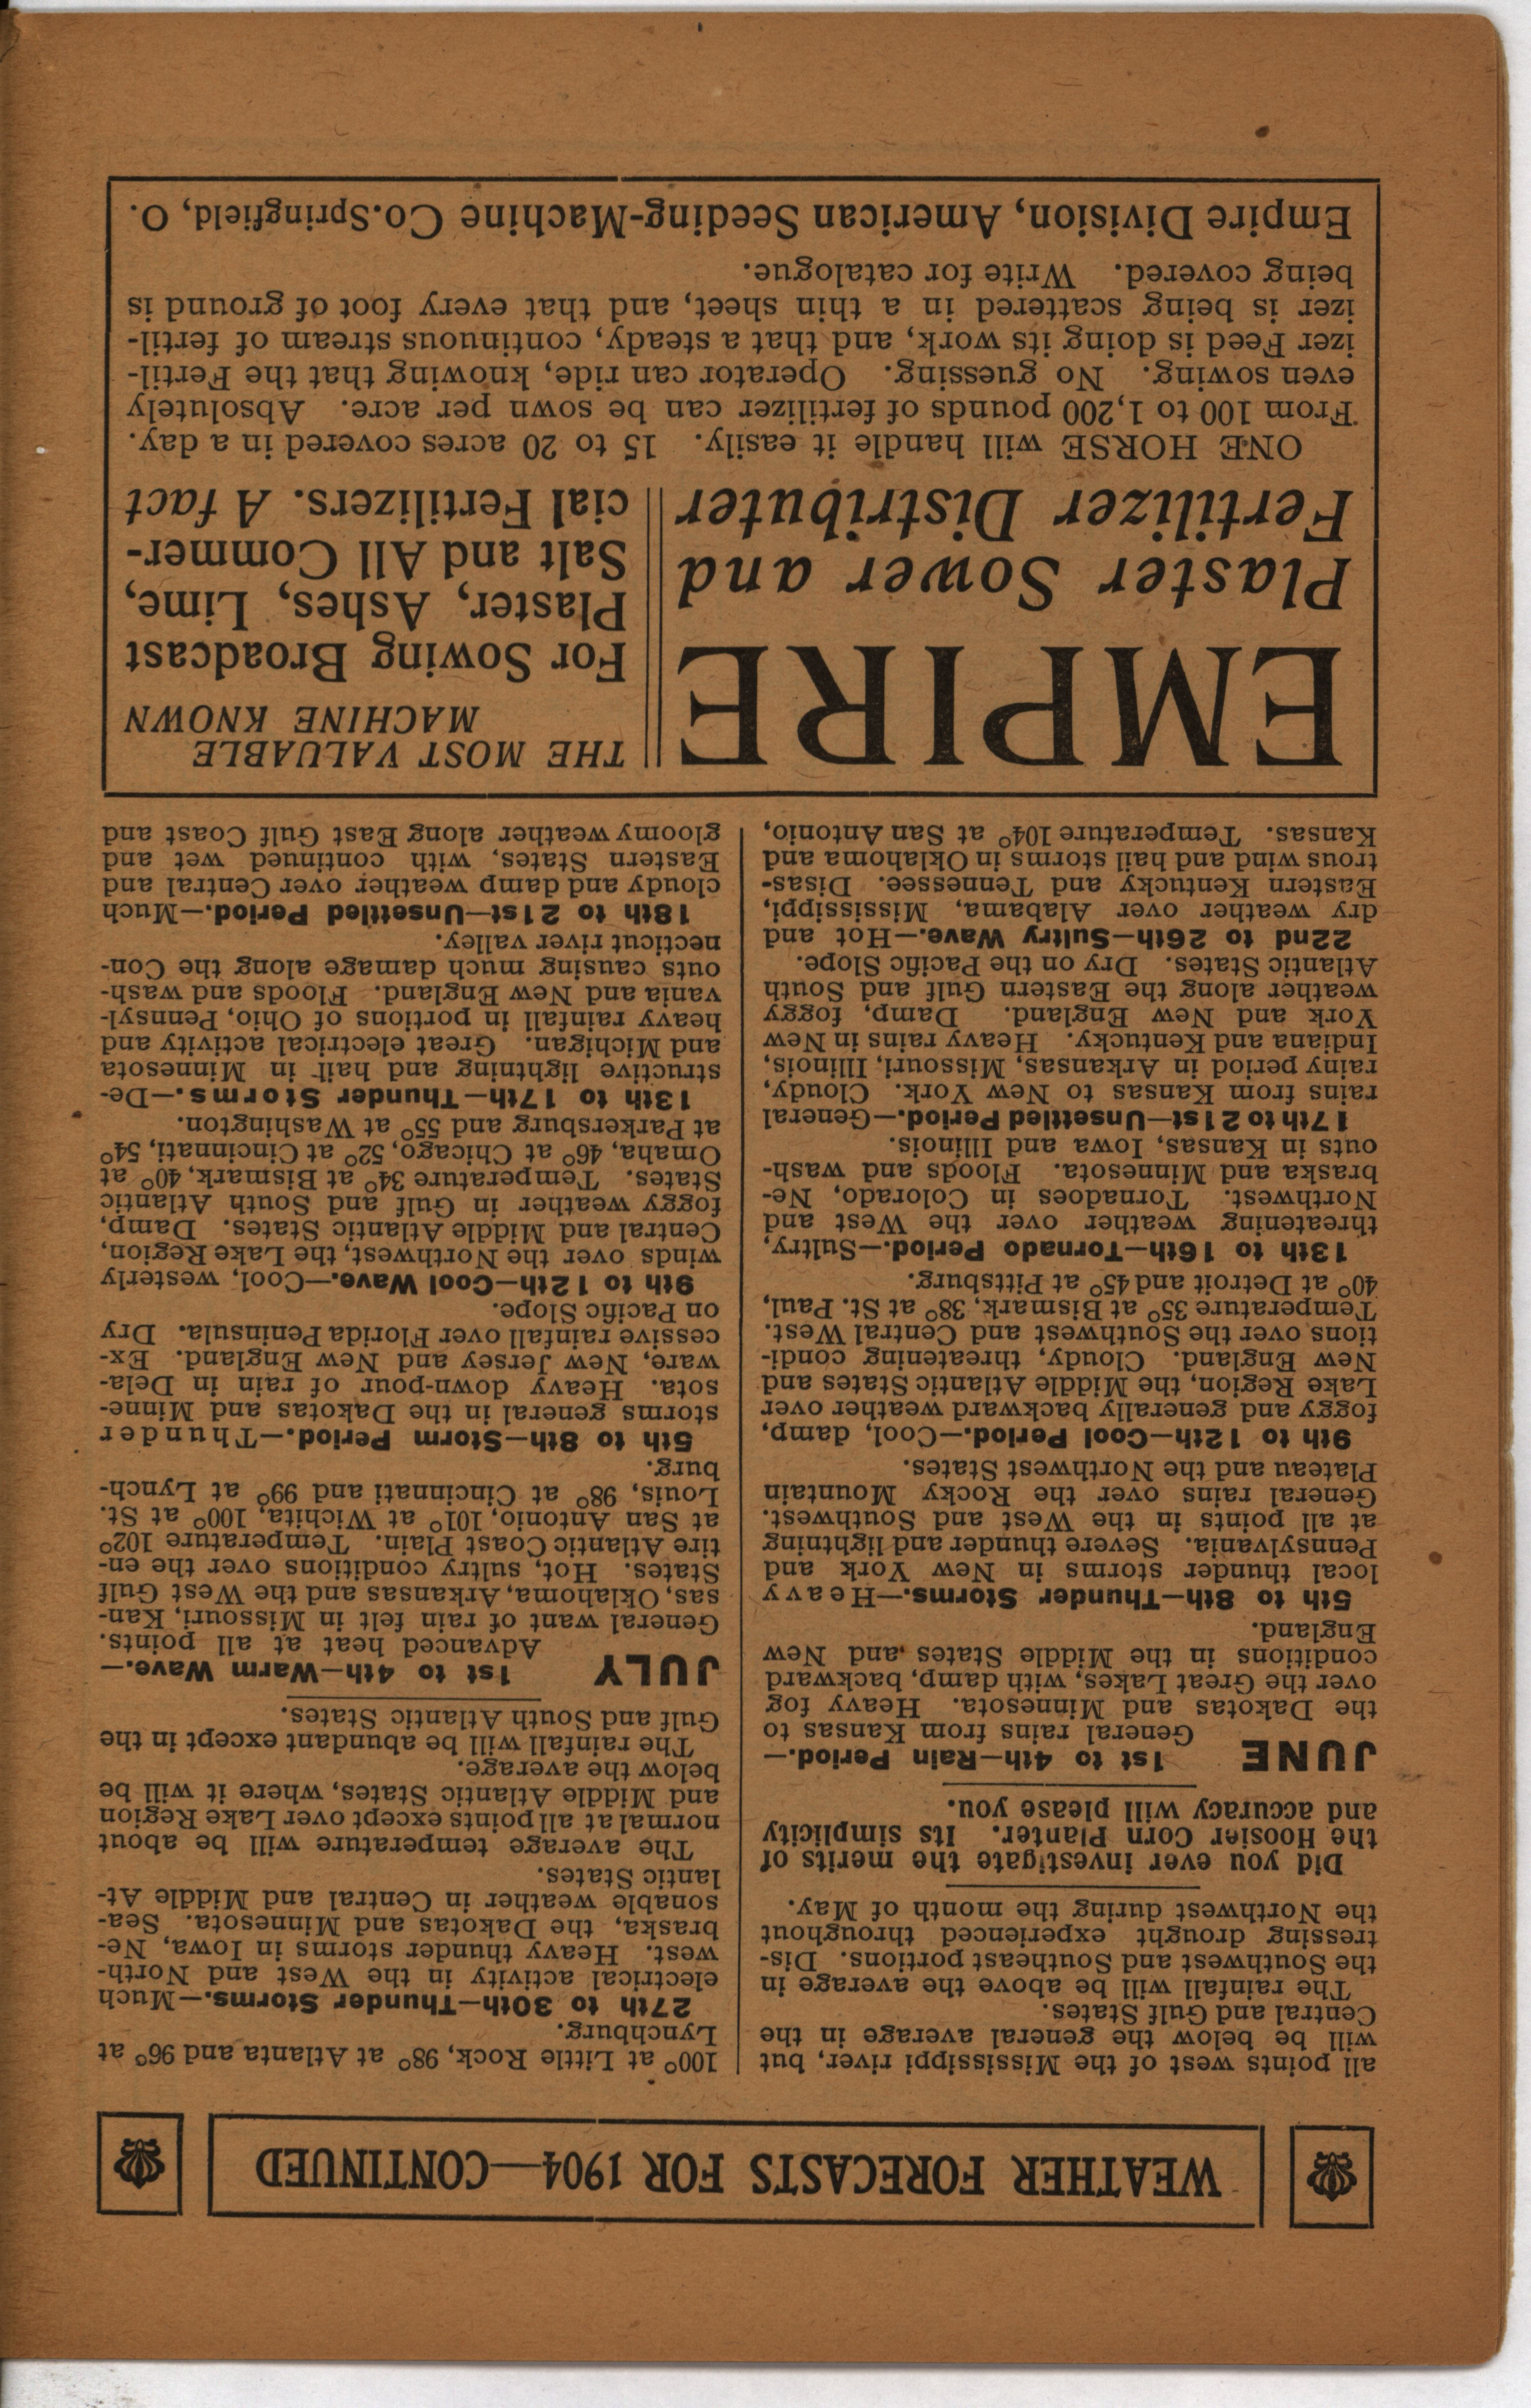 WEATHER FORECASTS FOR 1904—CONTINUED
all points west of the Mississippi river, but
will be below the general average in the
Central and Gulf States.
The rainfall will be above the average in
the Southwest and Southeast portions. Dis-
tressing drought experienced throughout
the Northwest during the month of May.
Did you ever investigate the merits of
the Hoosier Corn Planter. Its simplicity
and accuracy will please you.
JUNE 1st to 4th—Rain Period.—
General rains from Kansas to
the Dakotas and Minnesota. Heavy fog
over the Great Lakes, with damp, backward
conditions in the Middle States and New
England.
5th to 8th—Thunder Storms.—Heavy
local thunder storms in New York and
Pennsylvania. Severe thunder and lightning
at all points in the West and Southwest.
General rains over the Rocky Mountain
Plateau and the Northwest States.
9th to 12th—Cool Period.—Cool, damp,
foggy and generally backward weather over
Lake Region, the Middle Atlantic States and
New England. Cloudy, threatening condi-
tions over the Southwest and Central West.
Temperature 35° at Bismark, 38° at St. Paul,
40° at Detroit and 45° at Pittsburg.
13th to 16th—Tornado Period.—Sultry,
threatening weather over the West and
Northwest. Tornadoes in Colorado, Ne-
braska and Minnesota. Floods and wash-
outs in Kansas, Iowa and Illinois.
17th to 21st—Unsettled Period.—General
rains from Kansas to New York. Cloudy,
rainy period in Arkansas, Missouri, Illinois,
Indiana and Kentucky. Heavy rains in New
York and New England. Damp, foggy
weather along the Eastern Gulf and South
Atlantic States. Dry on the Pacific Slope.
22nd to 26th—Sultry Wave.—Hot and
dry weather over Alabama, Mississippi,
Eastern Kentucky and Tennessee. Disas-
trous wind and hail storms in Oklahoma and
Kansas. Temperature 104° at San Antonio,
100° at Little Rock, 98° at Atlanta and 96° at
Lynchburg.
27th to 30th—Thunder Storms.—Much
electrical activity in the West and North-
west. Heavy thunder storms in Iowa, Ne-
braska, the Dakotas and Minnesota. Sea-
sonable weather in Central and Middle At-
lantic States.
The average temperature will be about
normal at all points except over Lake Region
and Middle Atlantic States, where it will be
below the average.
The rainfall will be abundant except in the
Gulf and South Atlantic States.
JULY 1st to 4th—Warm Wave.—
Advanced heat at all points.
General want of rain felt in Missouri, Kan-
sas, Oklahoma, Arkansas and the West Gulf
States. Hot, sultry conditions over the en-
tire Atlantic Coast Plain. Temperature 102°
at San Antonio, 101° at Wichita, 100° at St.
Louis, 98° at Cincinnati and 99° at Lynch-
burg.
5th to 8th—Storm Period.—Thunder
storms general in the Dakotas and Minne-
sota. Heavy down-pour of rain in Dela-
ware, New Jersey and New England. Ex-
cessive rainfall over Florida Peninsula. Dry
on Pacific Slope.
9th to 12th—Cool Wave.—Cool, westerly
winds over the Northwest, the Lake Region,
Central and Middle Atlantic States. Damp,
foggy weather in Gulf and South Atlantic
States. Temperature 34° at Bismark, 40° at
Omaha, 46° at Chicago, 52° at Cincinnati, 54°
at Parkersburg and 55° at Washington.
13th to 17th—Thunder Storms.—De-
structive lightning and hail in Minnesota
and Michigan. Great electrical activity and
heavy rainfall in portions of Ohio, Pennsyl-
vania and New England. Floods and wash-
outs causing much damage along the Con-
necticut river valley.
18th to 21st—Unsettled Period.—Much
cloudy and damp weather over Central and
Eastern States, with continued wet and
gloomy weather along East Gulf Coast and
EMPIRE
Plaster Sower and
Fertilizer Distributer
THE MOST VALUABLE
MACHINE KNOWN
For Sowing Broadcast
Plaster, Ashes, Lime,
Salt and All Commer-
cial Fertilizers. A fact
ONE HORSE will handle it easily. 15 to 20 acres covered in a day.
From 100 to 1,200 pounds of fertilizer can be sown per acre. Absolutely
even sowing. No guessing. Operator can ride, knowing that the Fertil-
izer Feed is doing its work, and that a steady, continuous stream of fertil-
izer is being scattered in a thin sheet, and that every foot of ground is
being covered. Write for catalogue.
Empire Division, American Seeding-Machine Co. Springfield, O.